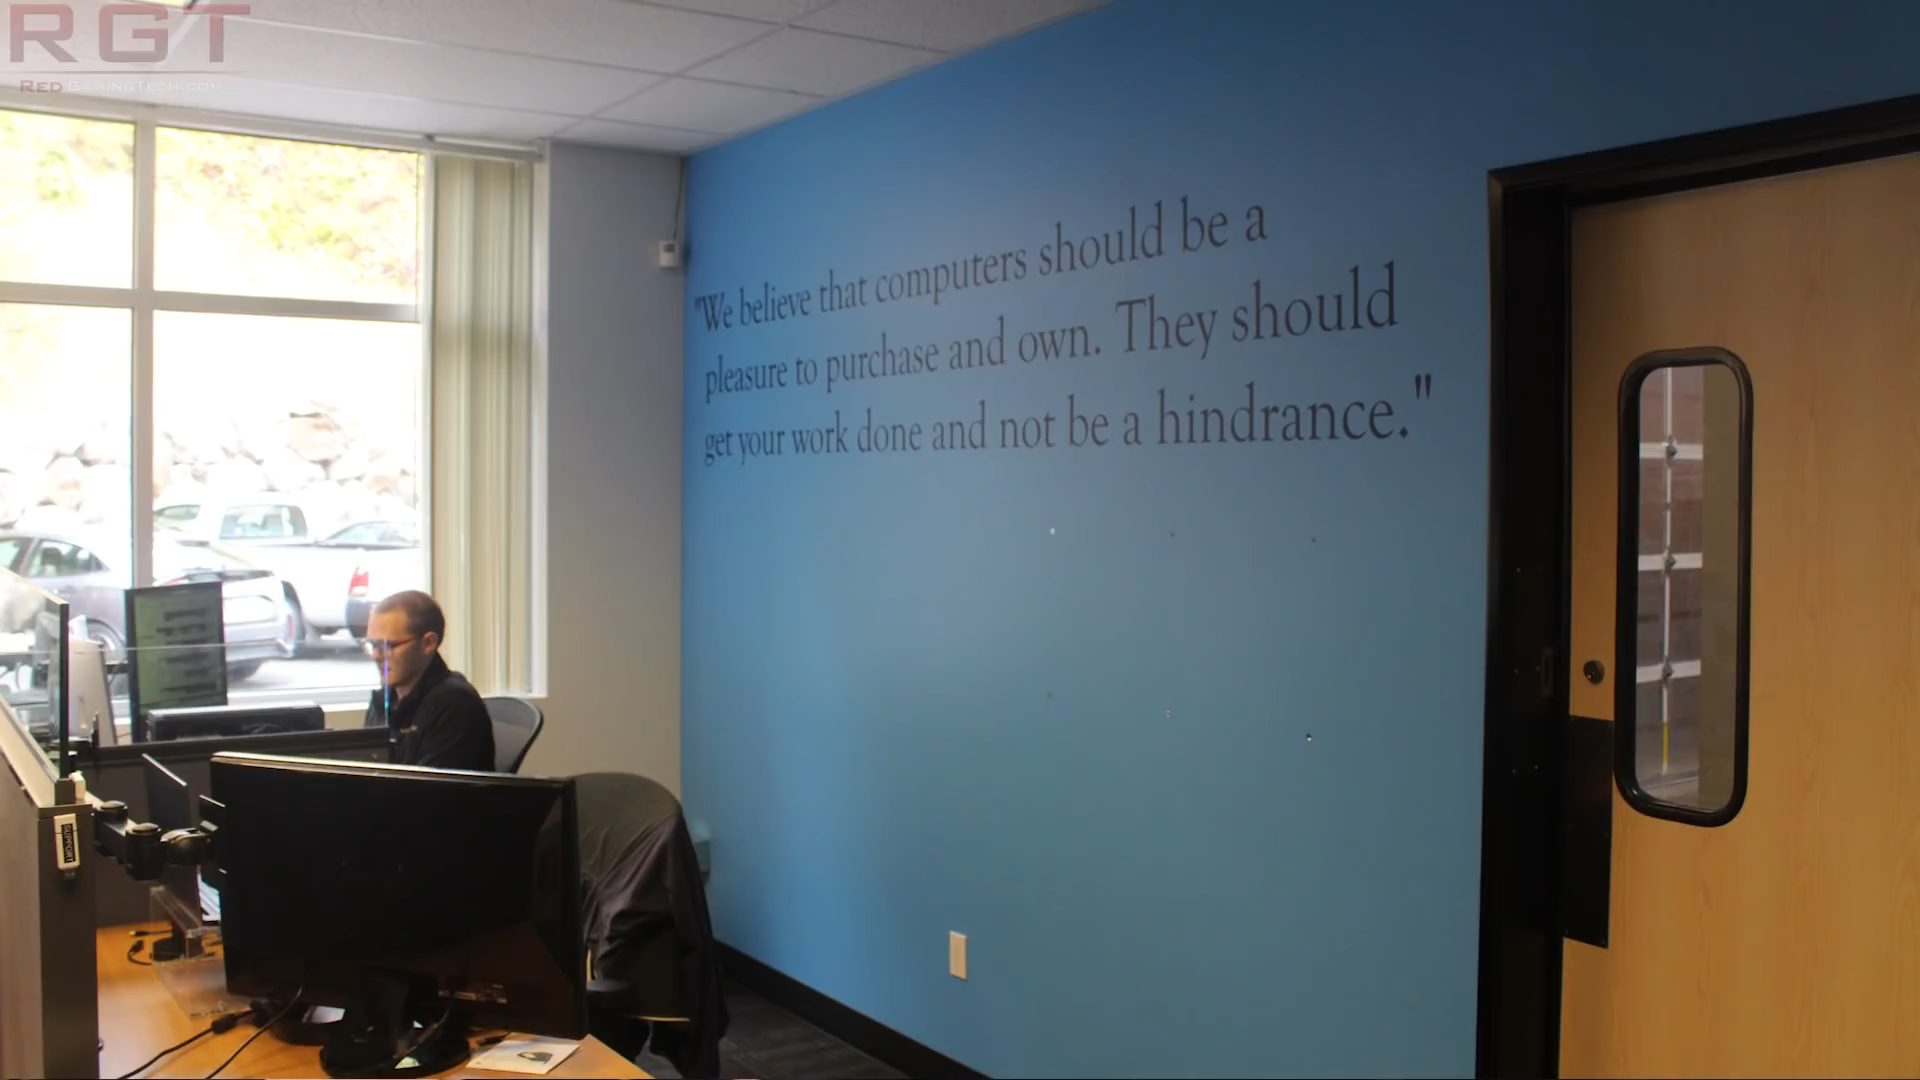 RGT
RedGamingTech.com
"We believe that computers should be a
pleasure to purchase and own. They should
get your work done and not be a hindrance."
SUPPORT